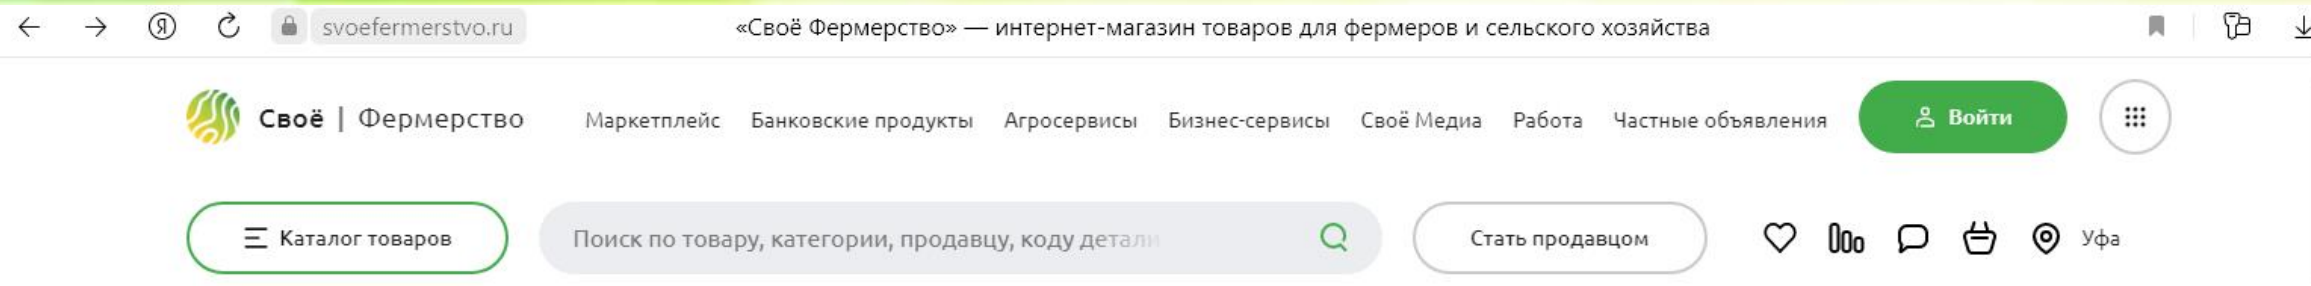 svoefermerstvo.ru «Своё Фермерство» — интернет-магазин товаров для фермеров и сельского хозяйства
Своё | Фермерство Маркетплейс Банковские продукты Агросервисы Бизнес-сервисы Своё Медиа Работа Частные объявления Войти
Каталог товаров Поиск по товару, категории, продавцу, коду детали Стать продавцом Уфа